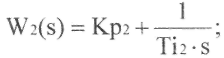 W₂(s) = Kp₂ + 1/(Ti₂ · s);